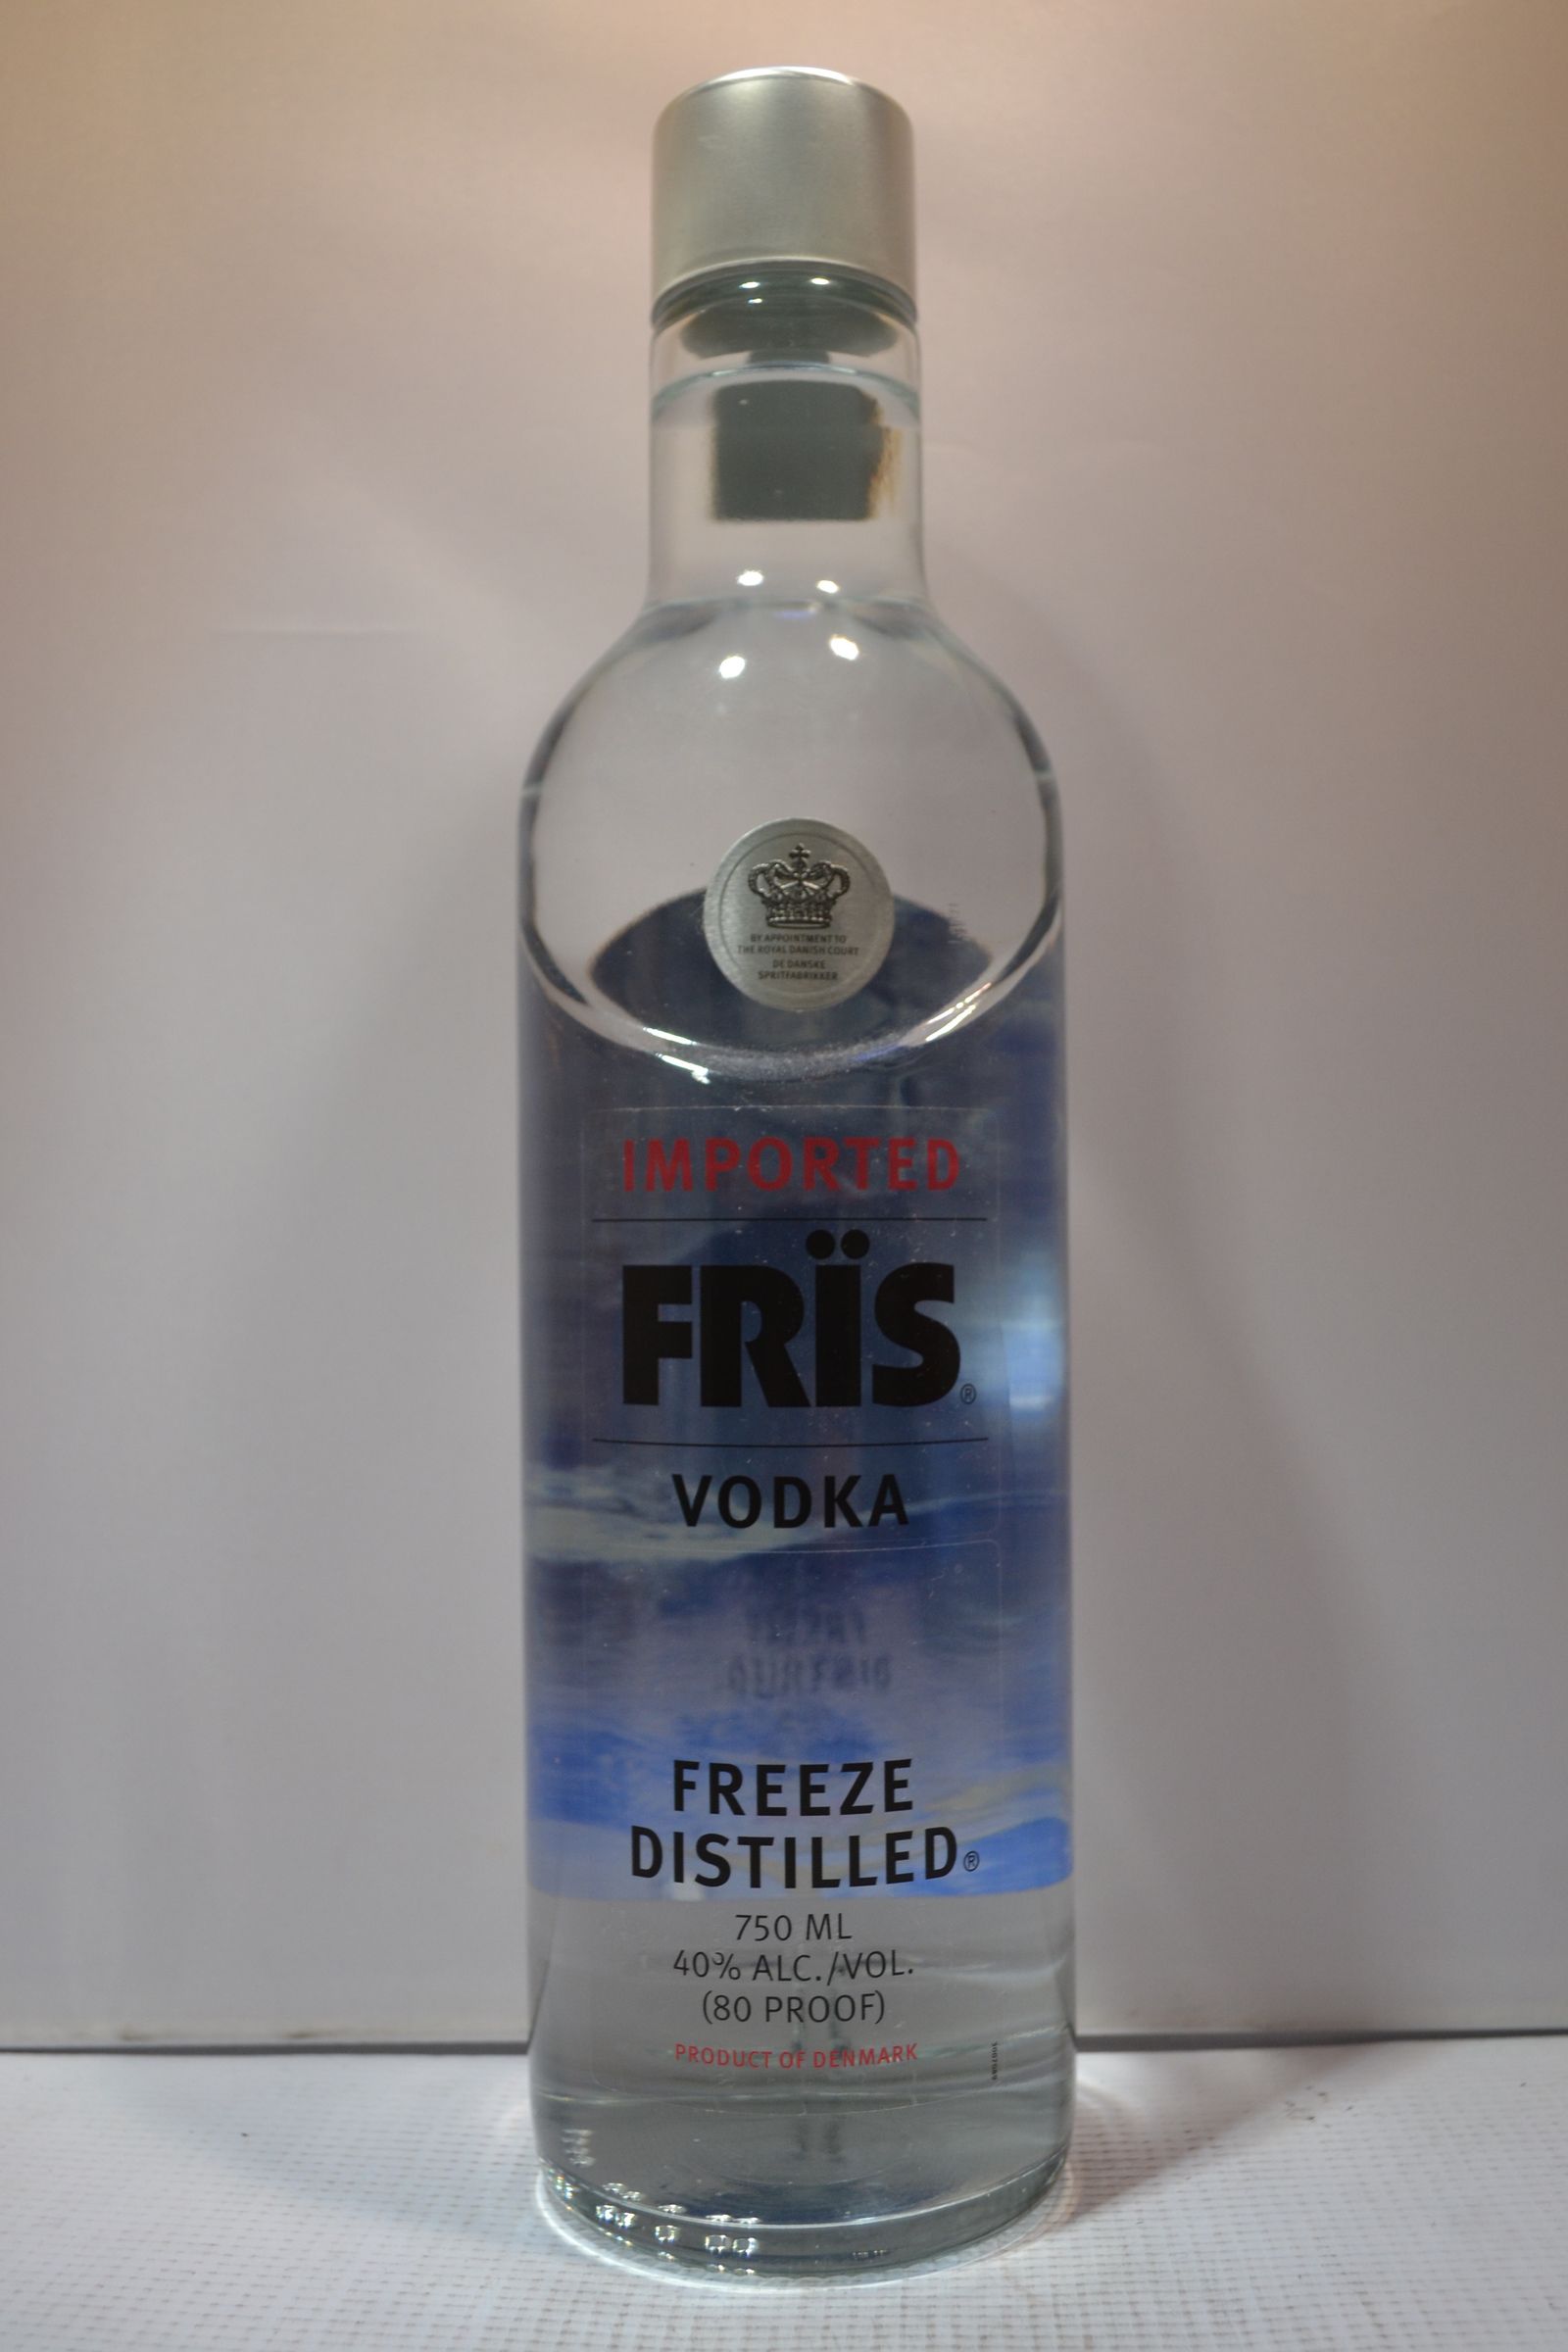 BY APPOINTMENT TO
THE ROYAL DANISH COURT
DE DANSKE
SPRITFABRIKKER
IMPORTED
FRÏS®
VODKA
FREEZE
DISTILLED®
750 ML
40% ALC./VOL.
(80 PROOF)
PRODUCT OF DENMARK